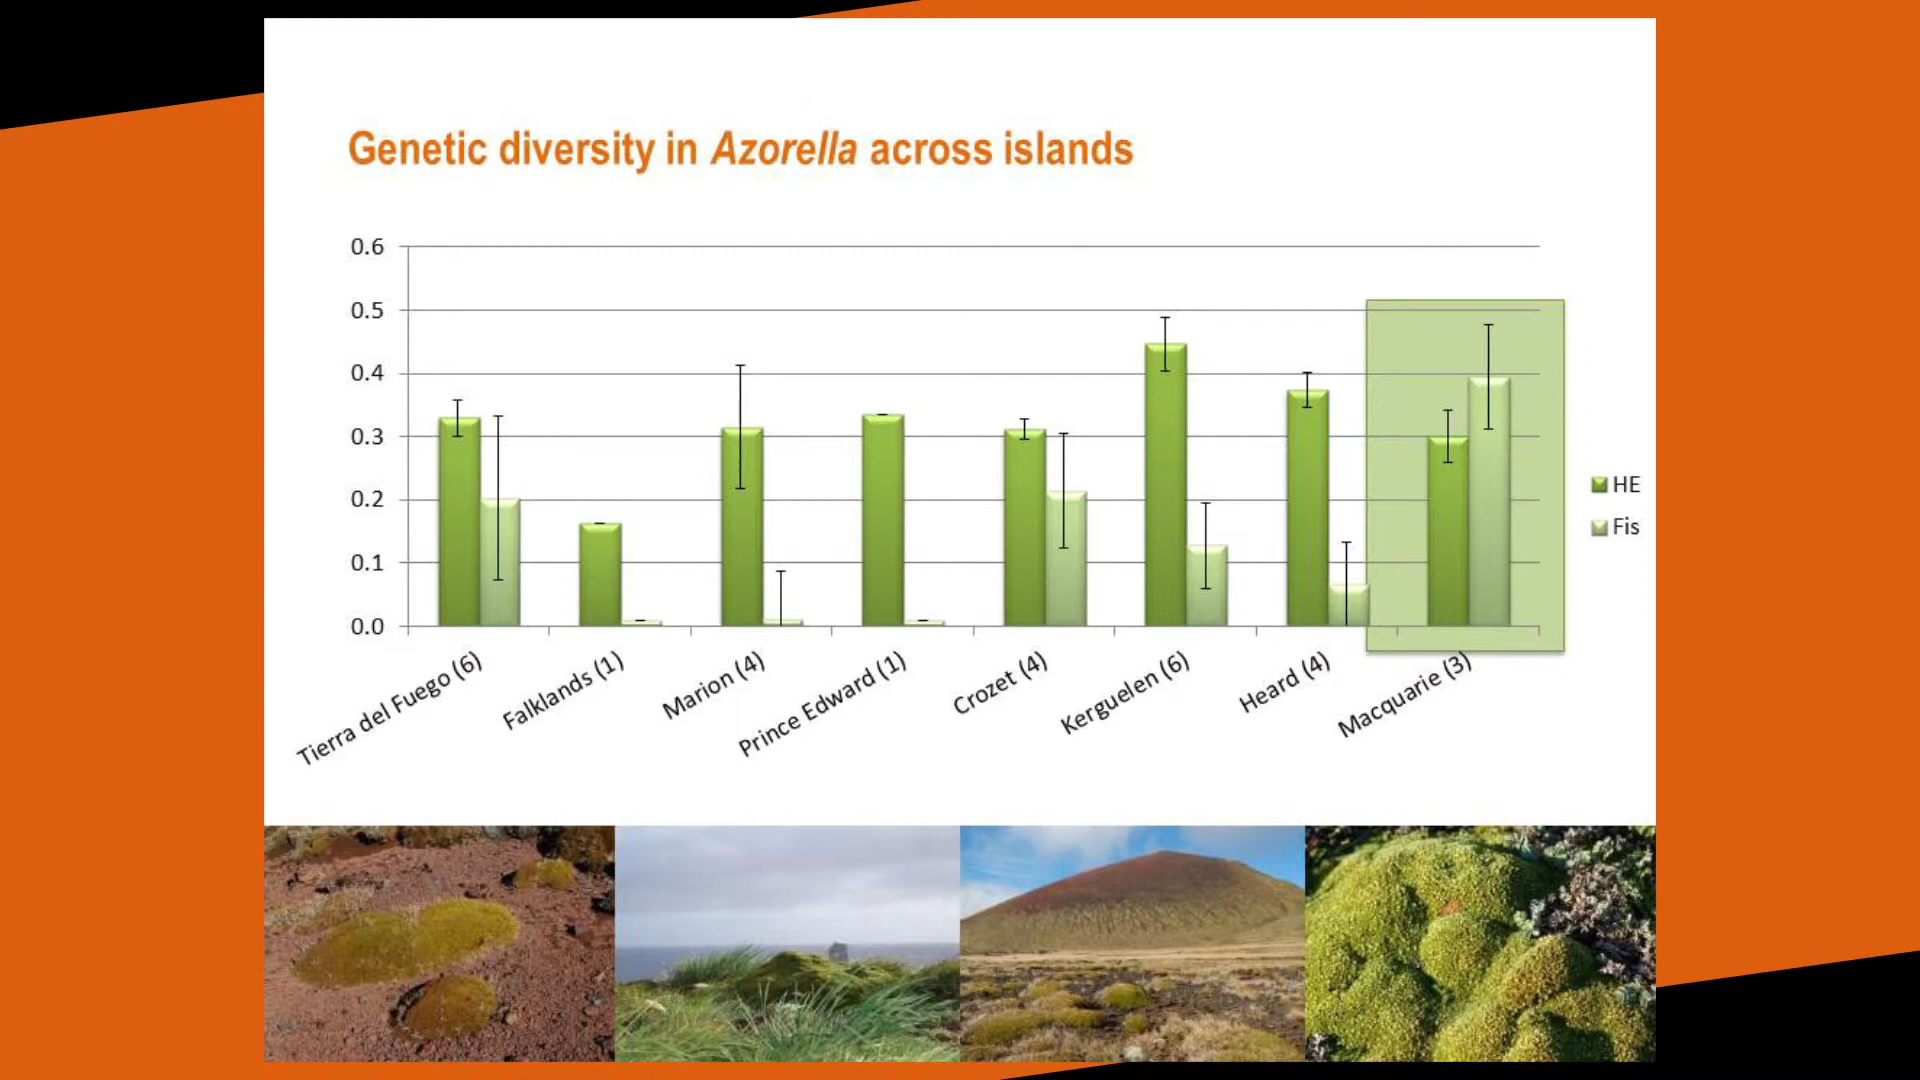 Genetic diversity in Azorella across islands
0.6
0.5
0.4
0.3
0.2
0.1
0.0
HE
Fis
Tierra del Fuego (6)
Falklands (1)
Marion (4)
Prince Edward (1)
Crozet (4)
Kerguelen (6)
Heard (4)
Macquarie (3)